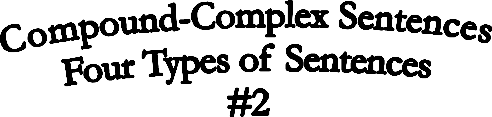 Compound-Complex Sentences
Four Types of Sentences
#2